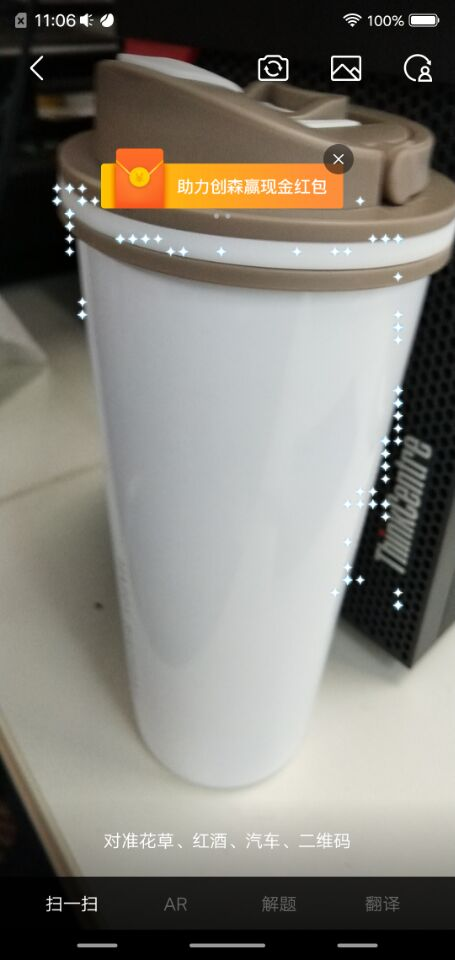 11:06
100%
助力创森赢现金红包
ThinkCentre
对准花草、红酒、汽车、二维码
扫一扫 AR 解题 翻译